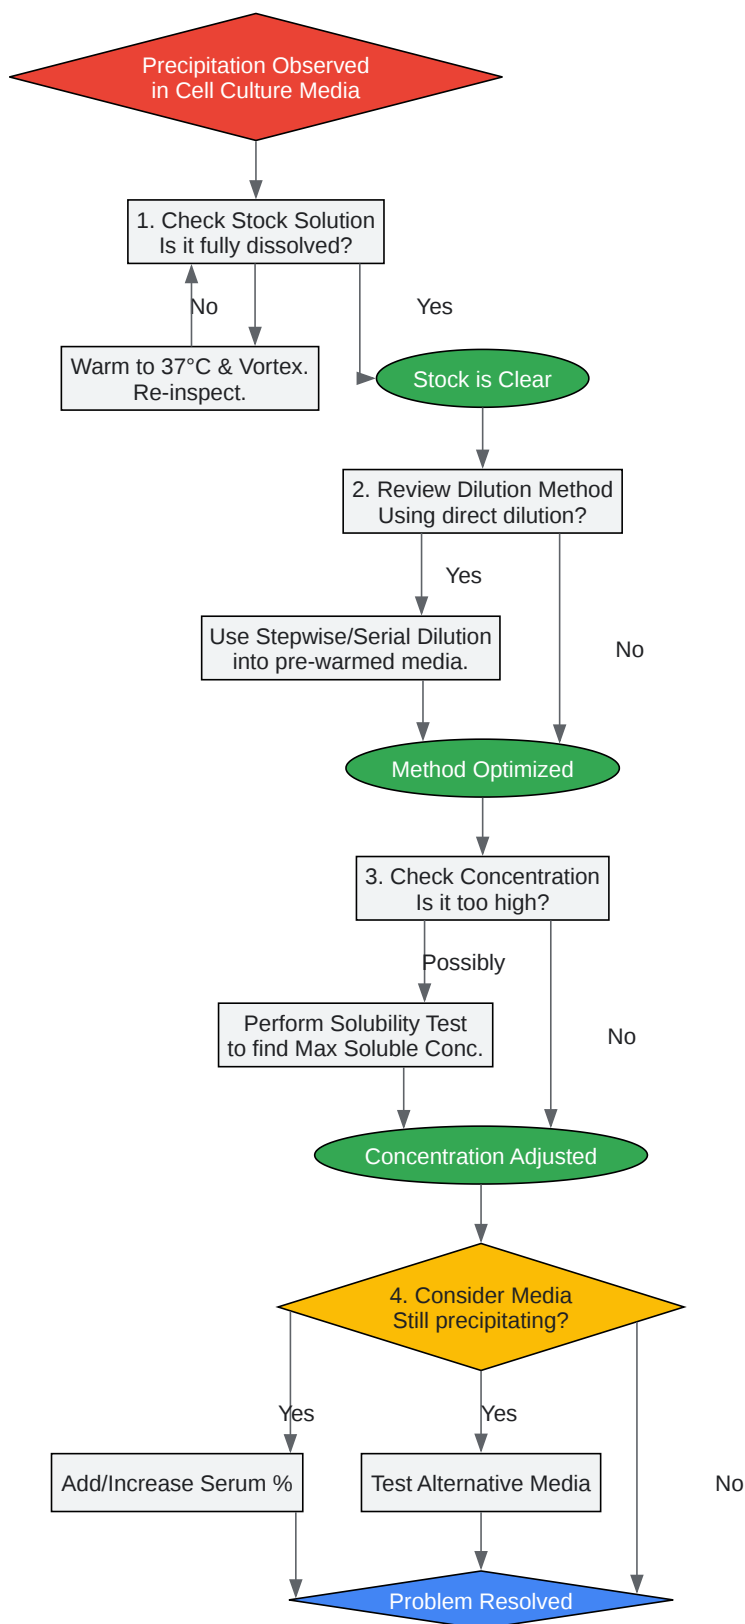 Precipitation Observed
in Cell Culture Media
1. Check Stock Solution
Is it fully dissolved?
No
Yes
Warm to 37°C & Vortex.
Re-inspect.
Stock is Clear
2. Review Dilution Method
Using direct dilution?
Yes
Use Stepwise/Serial Dilution
into pre-warmed media.
No
Method Optimized
3. Check Concentration
Is it too high?
Possibly
Perform Solubility Test
to find Max Soluble Conc.
No
Concentration Adjusted
4. Consider Media
Still precipitating?
Yes
Yes
Add/Increase Serum %
Test Alternative Media
No
Problem Resolved